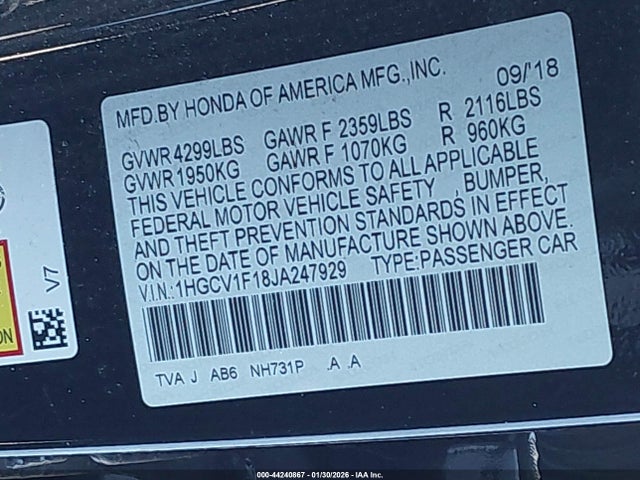 MFD.BY HONDA OF AMERICA MFG.,INC. 09/'18
GVWR 4299LBS GAWR F 2359LBS R 2116LBS
GVWR 1950KG GAWR F 1070KG R 960KG
THIS VEHICLE CONFORMS TO ALL APPLICABLE
FEDERAL MOTOR VEHICLE SAFETY , BUMPER,
AND THEFT PREVENTION STANDARDS IN EFFECT
ON THE DATE OF MANUFACTURE SHOWN ABOVE.
V.I.N.:1HGCV1F18JA247929 TYPE:PASSENGER CAR
TVA J AB6 NH731P .A .A
V7
ON
000-44240867 - 01/30/2026 - IAA Inc.